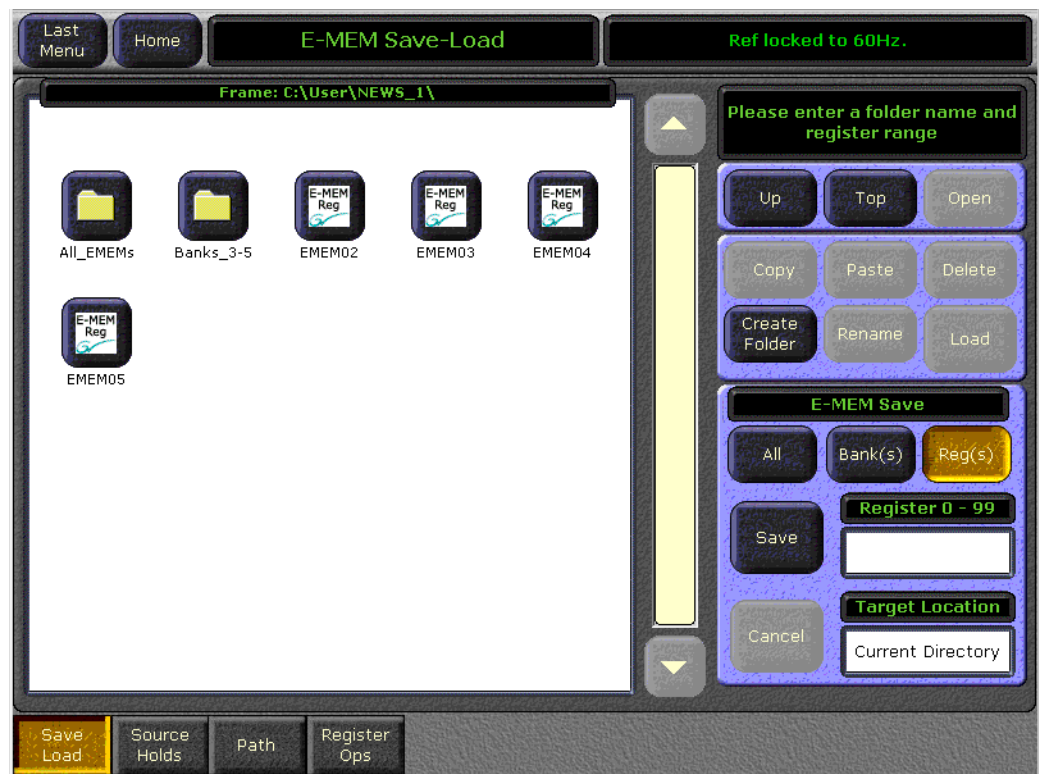 Last
Menu
Home
E-MEM Save-Load
Ref locked to 60Hz.
Frame: C:\User\NEWS_1\
Please enter a folder name and
register range
Up
Top
Open
E-MEM
Reg
E-MEM
Reg
E-MEM
Reg
All_EMEMs
Banks_3-5
EMEM02
EMEM03
EMEM04
Copy
Paste
Delete
E-MEM
Reg
EMEM05
Create
Folder
Rename
Load
E-MEM Save
All
Bank(s)
Reg(s)
Save
Register 0 - 99
Cancel
Target Location
Current Directory
Save
Load
Source
Holds
Path
Register
Ops